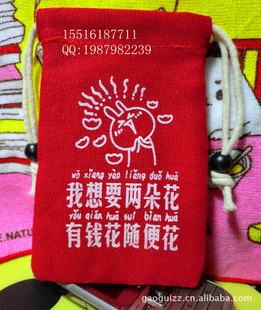 15516187711
QQ:1987982239
wǒ xiǎng yào liǎng duǒ huā
我想要两朵花
yǒu qián huā suí biàn huā
有钱花随便花
E.NATUR
gaoguizz.cn.alibaba.com